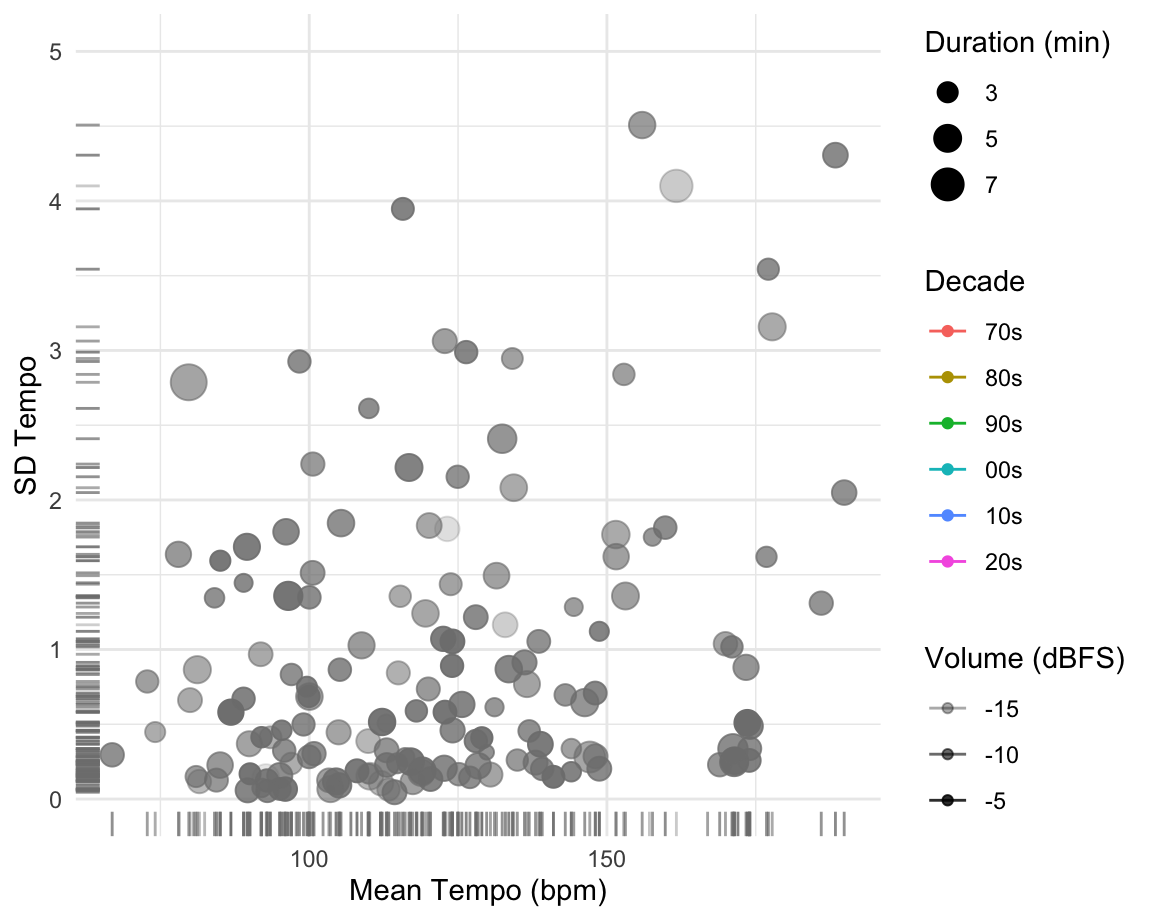 5
4
3
2
1
0
SD Tempo
100
150
Mean Tempo (bpm)
Duration (min)
3
5
7
Decade
70s
80s
90s
00s
10s
20s
Volume (dBFS)
-15
-10
-5